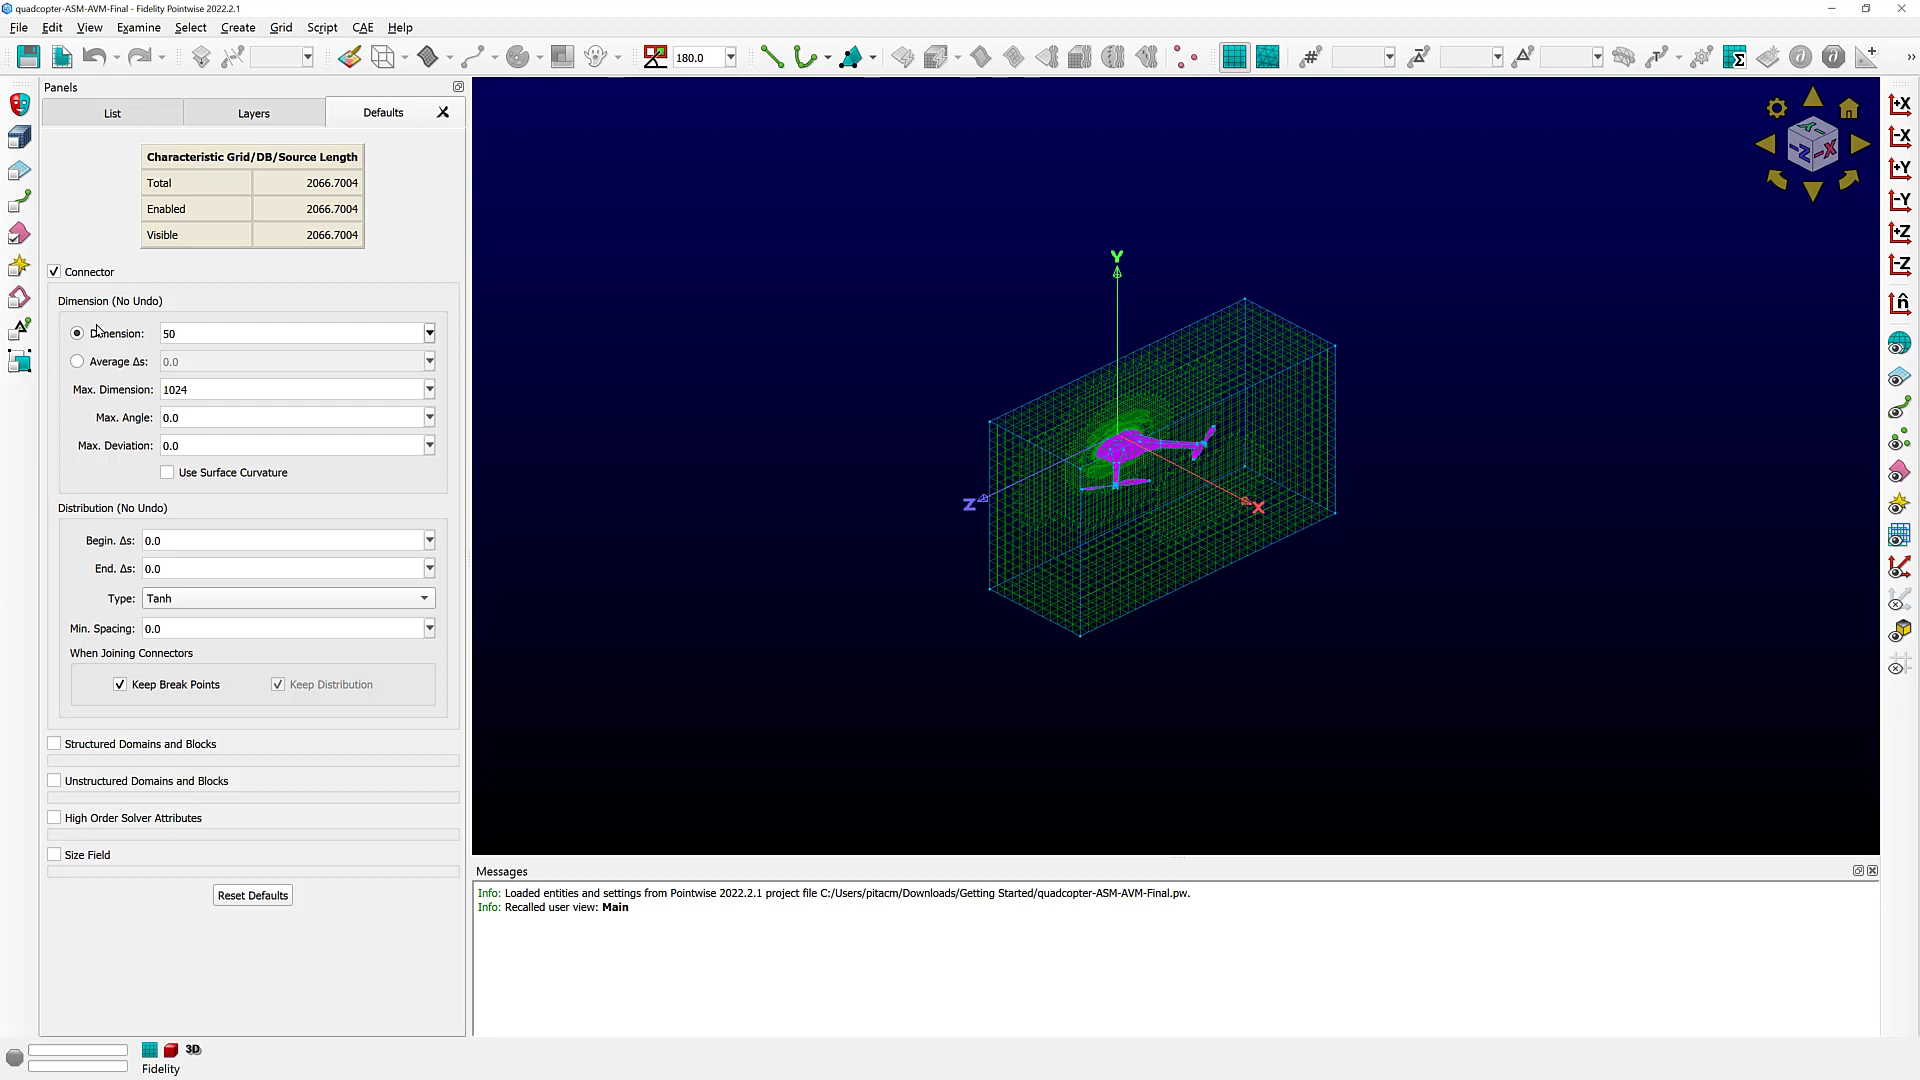 quadcopter-ASM-AVM-Final - Fidelity Pointwise 2022.2.1
File Edit View Examine Select Create Grid Script CAE Help
180.0
Panels
List Layers Defaults
Characteristic Grid/DB/Source Length
Total 2066.7004
Enabled 2066.7004
Visible 2066.7004
Connector
Dimension (No Undo)
Dimension: 50
Average Δs: 0.0
Max. Dimension: 1024
Max. Angle: 0.0
Max. Deviation: 0.0
Use Surface Curvature
Distribution (No Undo)
Begin. Δs: 0.0
End. Δs: 0.0
Type: Tanh
Min. Spacing: 0.0
When Joining Connectors
Keep Break Points Keep Distribution
Structured Domains and Blocks
Unstructured Domains and Blocks
High Order Solver Attributes
Size Field
Reset Defaults
Y
Z
X
-Z -X
+X
-X
+Y
-Y
+Z
-Z
n̂
Messages
Info: Loaded entities and settings from Pointwise 2022.2.1 project file C:/Users/pitacm/Downloads/Getting Started/quadcopter-ASM-AVM-Final.pw.
Info: Recalled user view: Main
3D
Fidelity